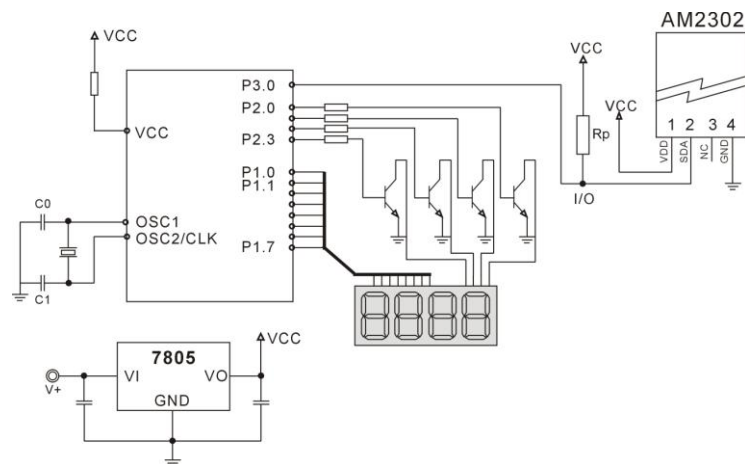 AM2302
VCC
VCC
VCC
P3.0
P2.0
P2.3
VCC
Rp
1 2 3 4
VDD
SDA
NC
GND
I/O
P1.0
P1.1
P1.7
C0
OSC1
OSC2/CLK
C1
7805
VCC
V+
VI
VO
GND